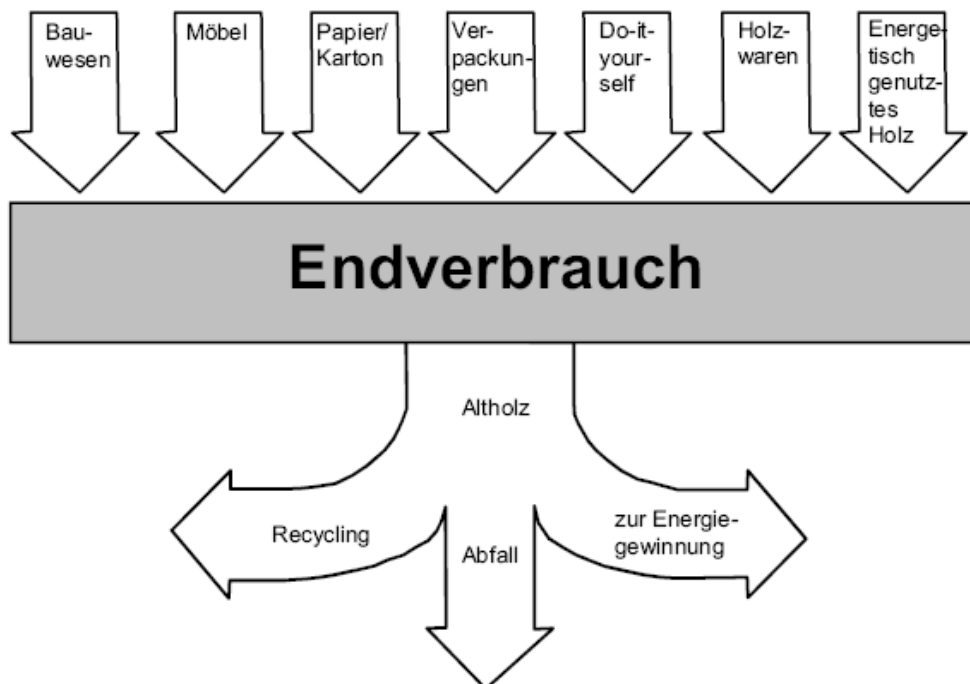 Bau-
wesen
Möbel
Papier/
Karton
Ver-
packun-
gen
Do-it-
your-
self
Holz-
waren
Energe-
tisch
genutz-
tes
Holz
Endverbrauch
Altholz
Recycling
Abfall
zur Energie-
gewinnung